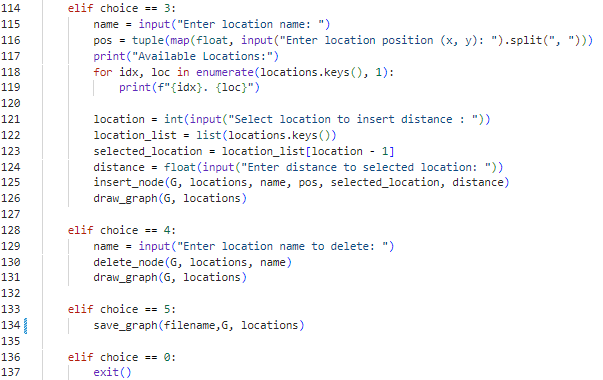 114 elif choice == 3:
115 name = input("Enter location name: ")
116 pos = tuple(map(float, input("Enter location position (x, y): ").split(", ")))
117 print("Available Locations:")
118 for idx, loc in enumerate(locations.keys(), 1):
119 print(f"{idx}. {loc}")
120
121 location = int(input("Select location to insert distance : "))
122 location_list = list(locations.keys())
123 selected_location = location_list[location - 1]
124 distance = float(input("Enter distance to selected location: "))
125 insert_node(G, locations, name, pos, selected_location, distance)
126 draw_graph(G, locations)
127
128 elif choice == 4:
129 name = input("Enter location name to delete: ")
130 delete_node(G, locations, name)
131 draw_graph(G, locations)
132
133 elif choice == 5:
134 save_graph(filename,G, locations)
135
136 elif choice == 0:
137 exit()